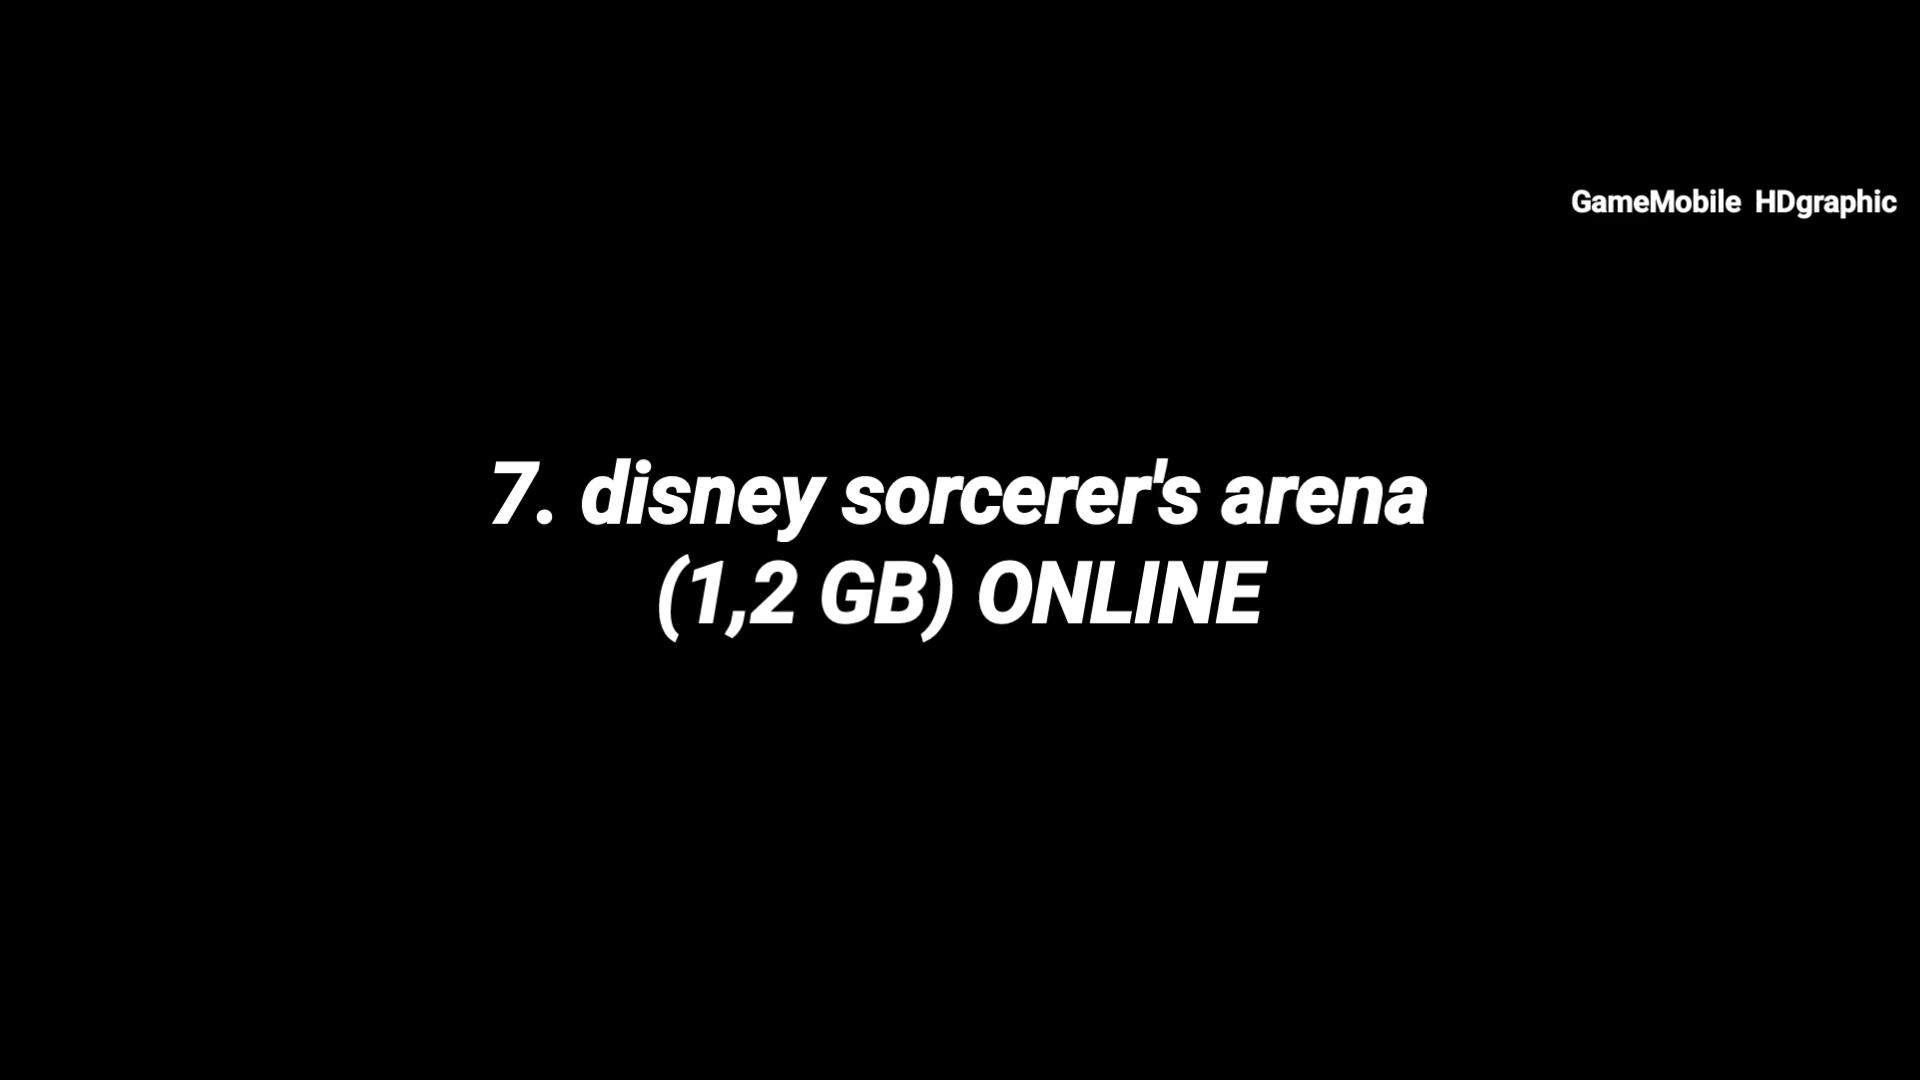 GameMobile HDgraphic
7. disney sorcerer's arena
(1,2 GB) ONLINE